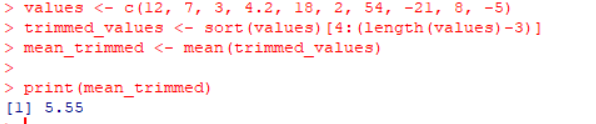 > values <- c(12, 7, 3, 4.2, 18, 2, 54, -21, 8, -5)
> trimmed_values <- sort(values)[4:(length(values)-3)]
> mean_trimmed <- mean(trimmed_values)
>
> print(mean_trimmed)
[1] 5.55